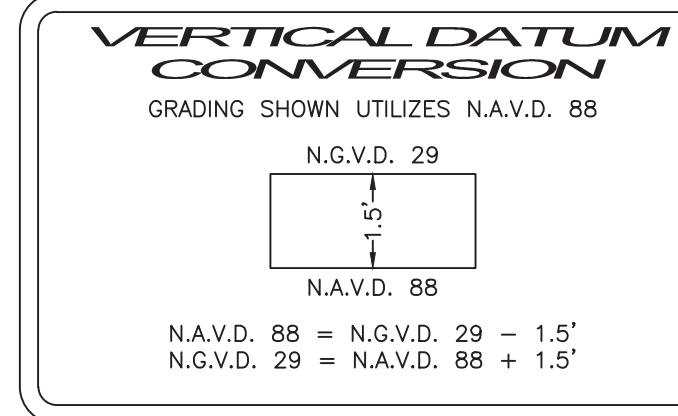 VERTICAL DATUM
CONVERSION
GRADING SHOWN UTILIZES N.A.V.D. 88
N.G.V.D. 29
1.5'
N.A.V.D. 88
N.A.V.D. 88 = N.G.V.D. 29 - 1.5'
N.G.V.D. 29 = N.A.V.D. 88 + 1.5'